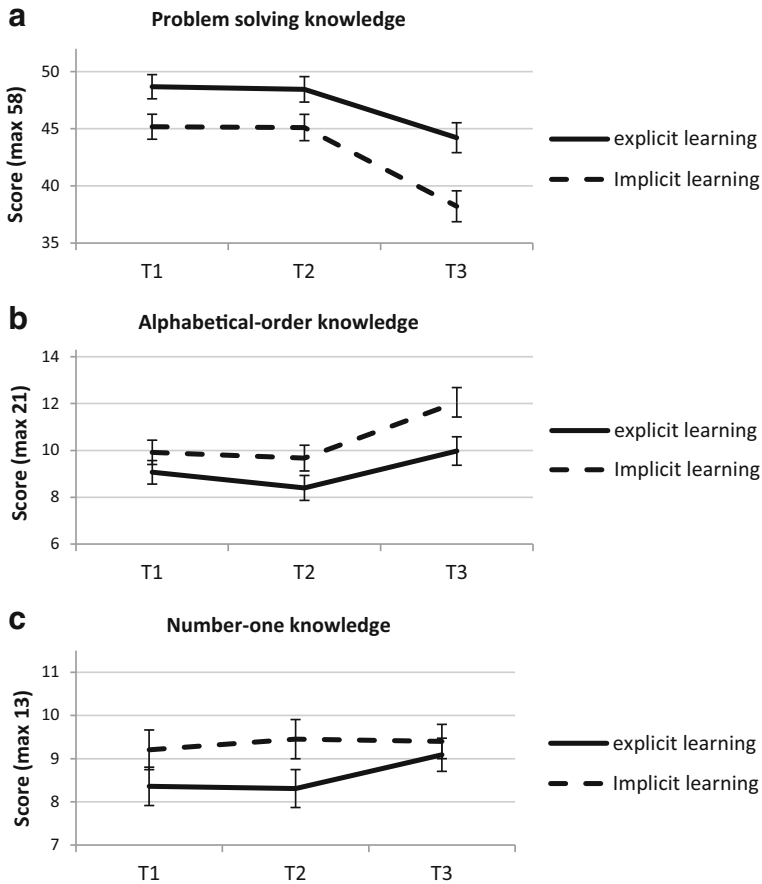 a
Problem solving knowledge
Score (max 58)
50
45
40
35
T1 T2 T3
explicit learning
Implicit learning
b
Alphabetical-order knowledge
Score (max 21)
14
12
10
8
6
T1 T2 T3
explicit learning
Implicit learning
c
Number-one knowledge
Score (max 13)
11
10
9
8
7
T1 T2 T3
explicit learning
Implicit learning